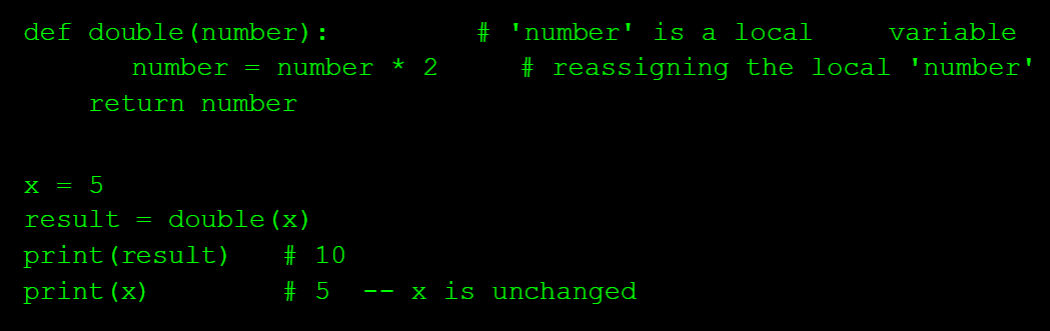 def double(number):         # 'number' is a local     variable
       number = number * 2     # reassigning the local 'number'
    return number

x = 5
result = double(x)
print(result)   # 10
print(x)        # 5  -- x is unchanged